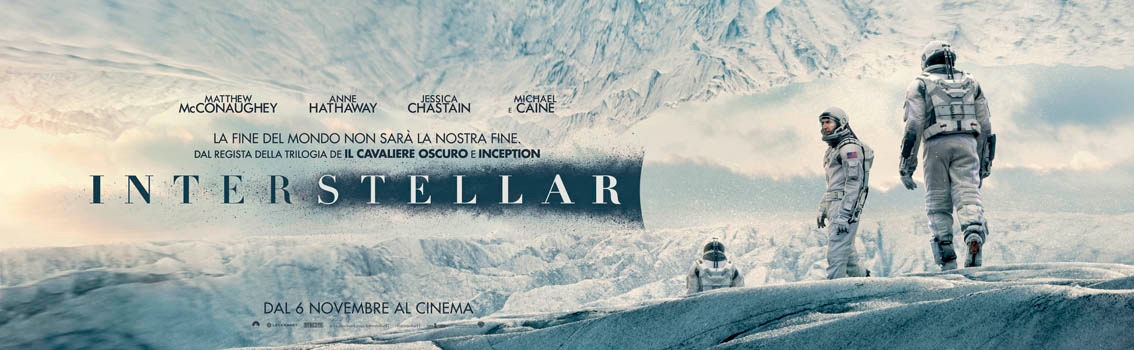 MATTHEW McCONAUGHEY ANNE HATHAWAY JESSICA CHASTAIN MICHAEL E CAINE
LA FINE DEL MONDO NON SARÀ LA NOSTRA FINE.
DAL REGISTA DELLA TRILOGIA DE IL CAVALIERE OSCURO E INCEPTION
INTERSTELLAR
DAL 6 NOVEMBRE AL CINEMA